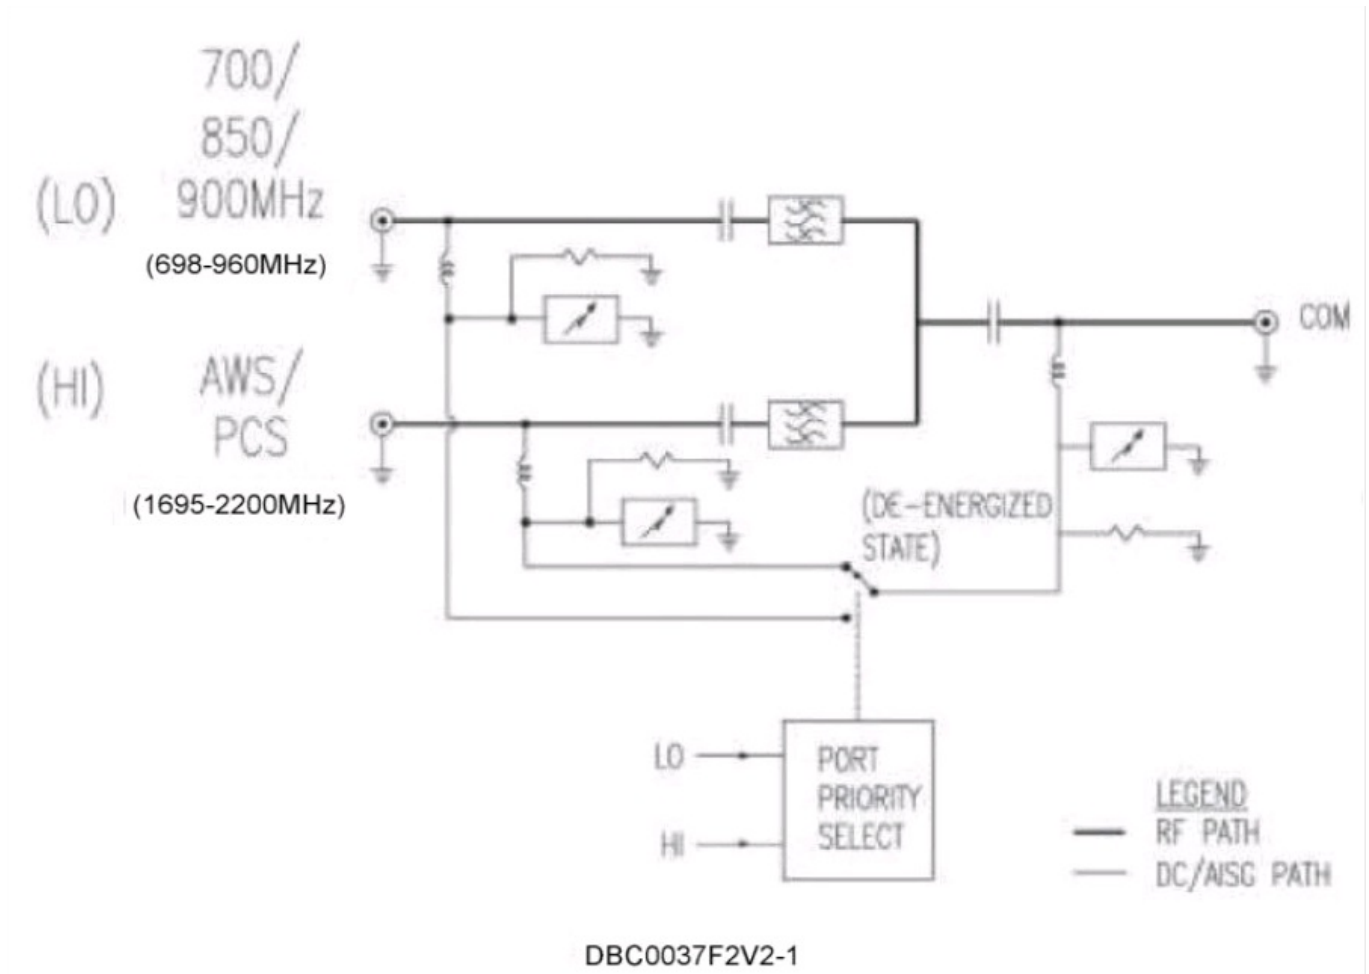 700/
850/
(LO) 900MHz
(698-960MHz)
COM
(HI) AWS/
PCS
(1695-2200MHz)
(DE-ENERGIZED
STATE)
LO
HI
PORT
PRIORITY
SELECT
LEGEND
RF PATH
DC/AISG PATH
DBC0037F2V2-1